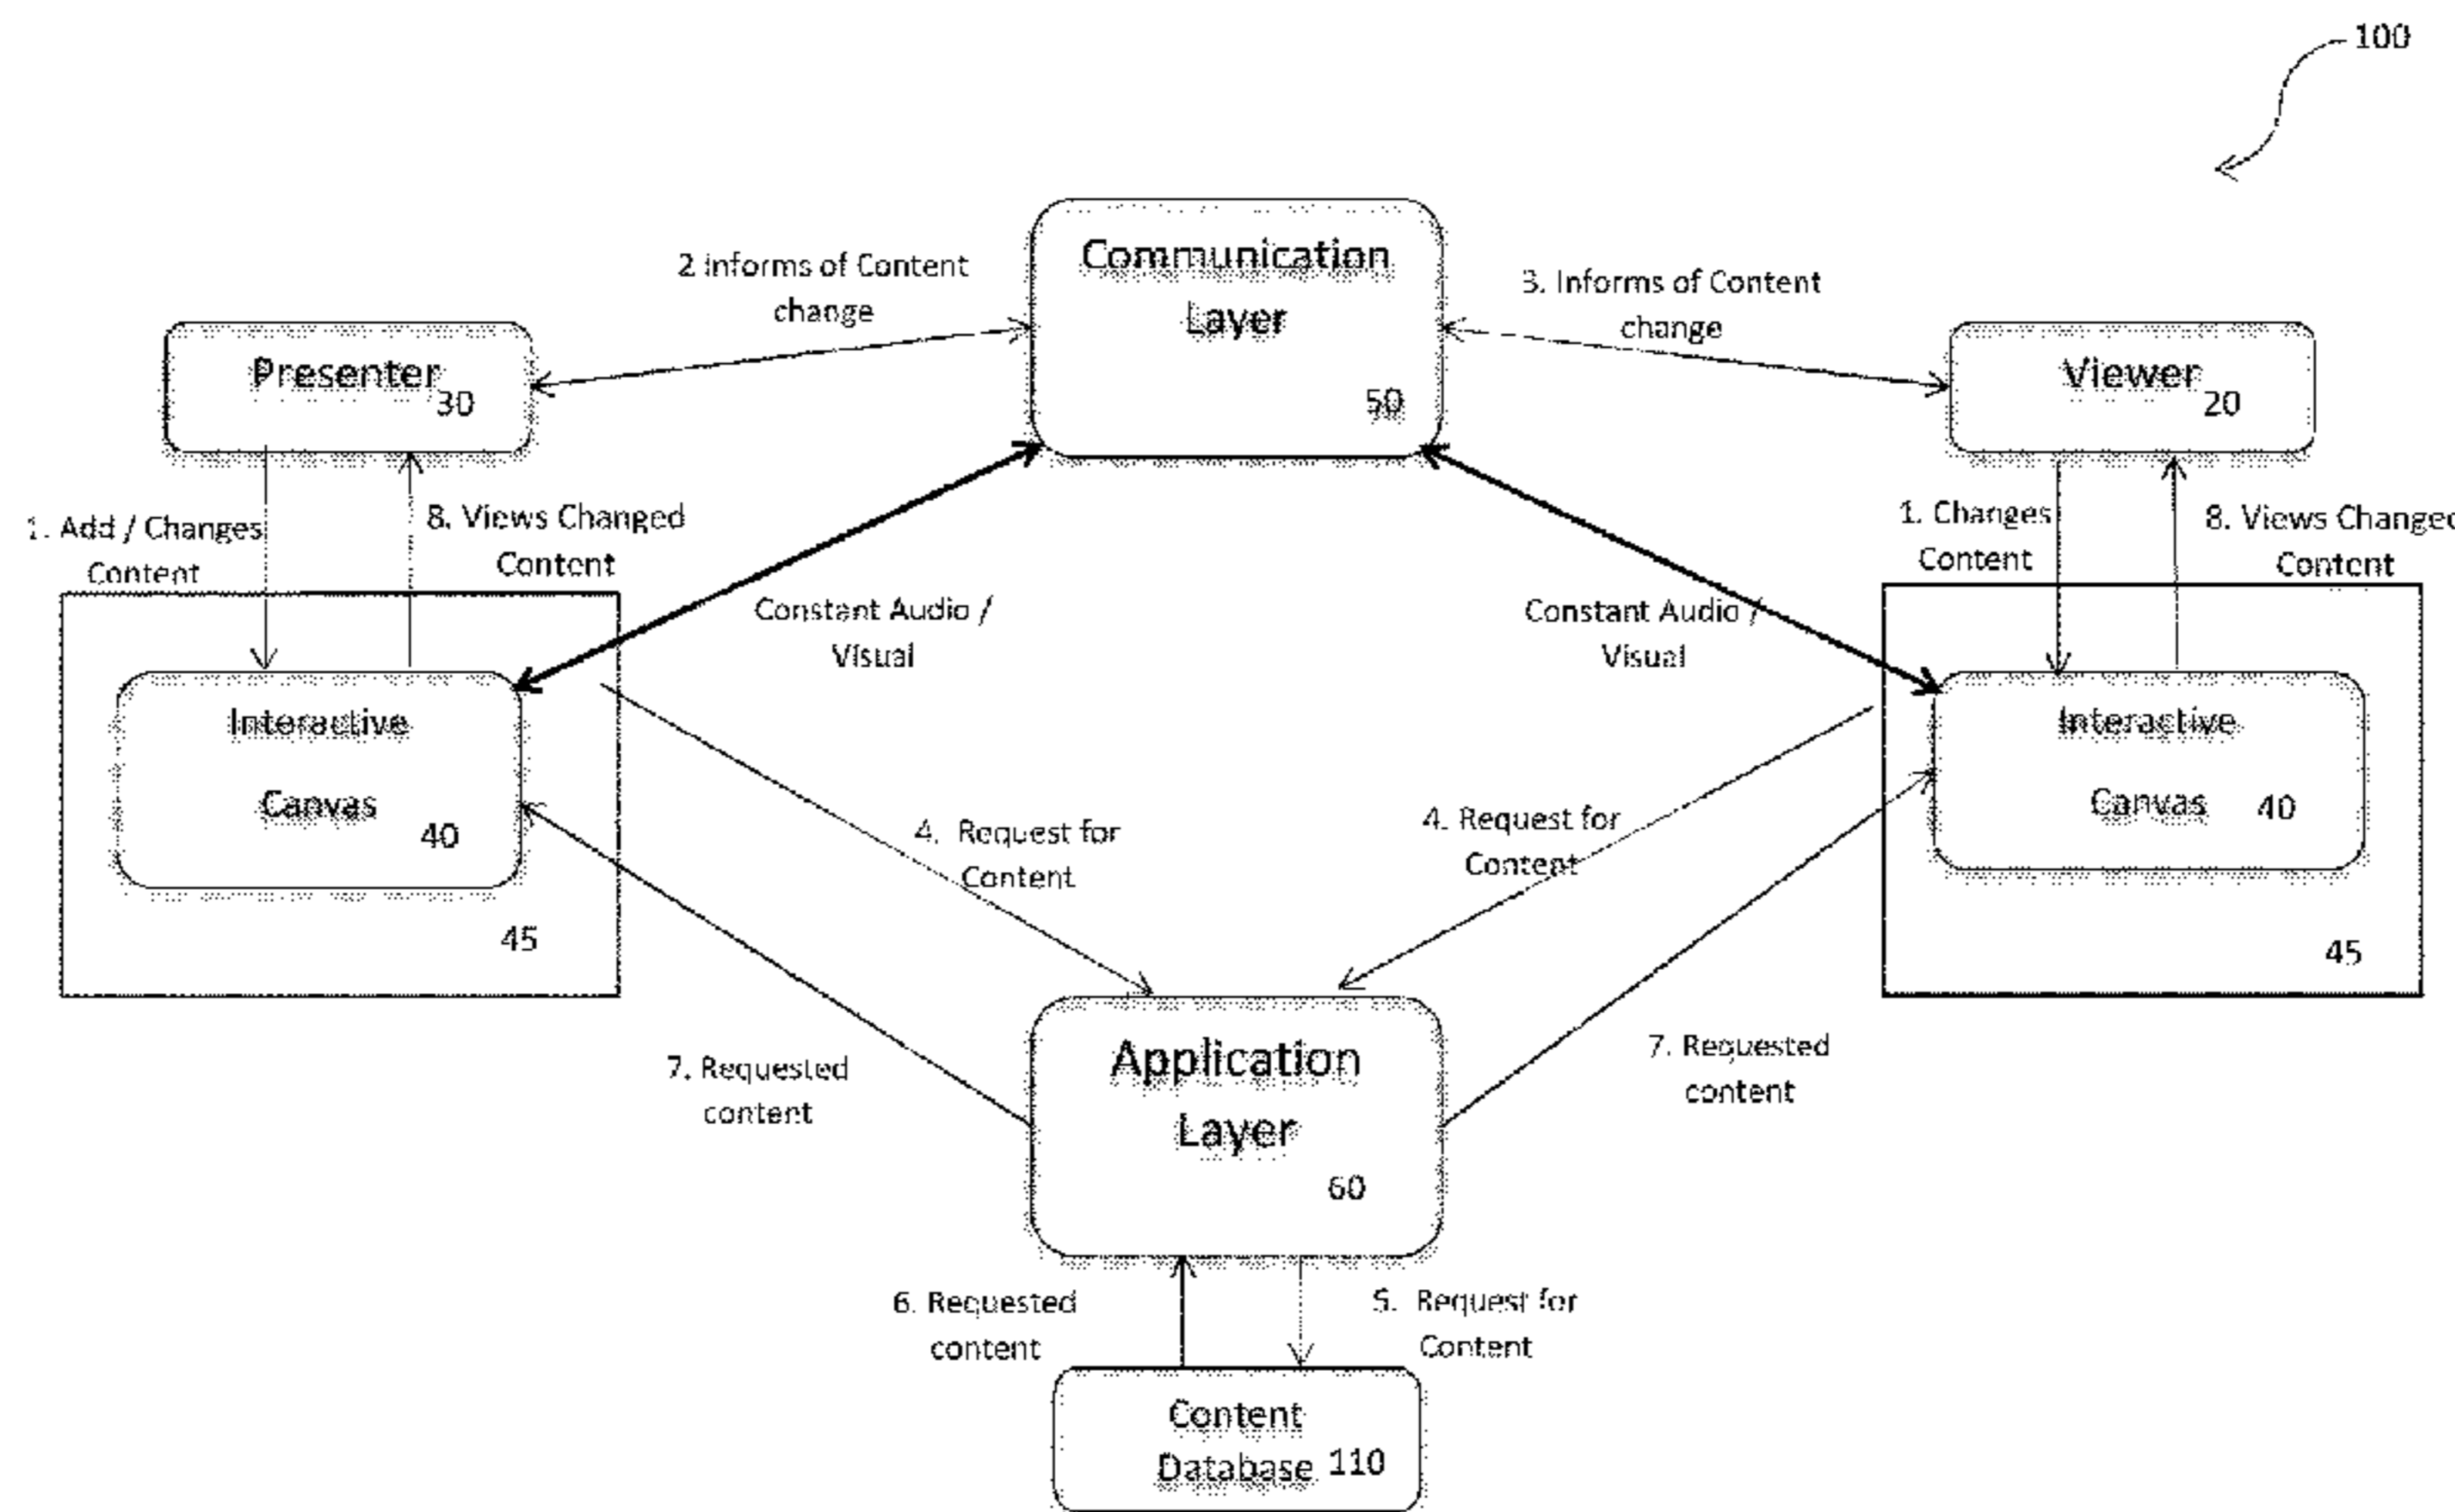 100
Communication
Layer
50
2 Informs of Content
change
3. Informs of Content
change
Presenter
30
Viewer
20
1. Add / Changes
Content
8. Views Changed
Content
1. Changes
Content
8. Views Changed
Content
Constant Audio /
Visual
Constant Audio /
Visual
Interactive
Canvas
40
45
Interactive
Canvas 40
45
4. Request for
Content
4. Request for
Content
7. Requested
content
Application
Layer
60
7. Requested
content
6. Requested
content
5. Request for
Content
Content
Database 110